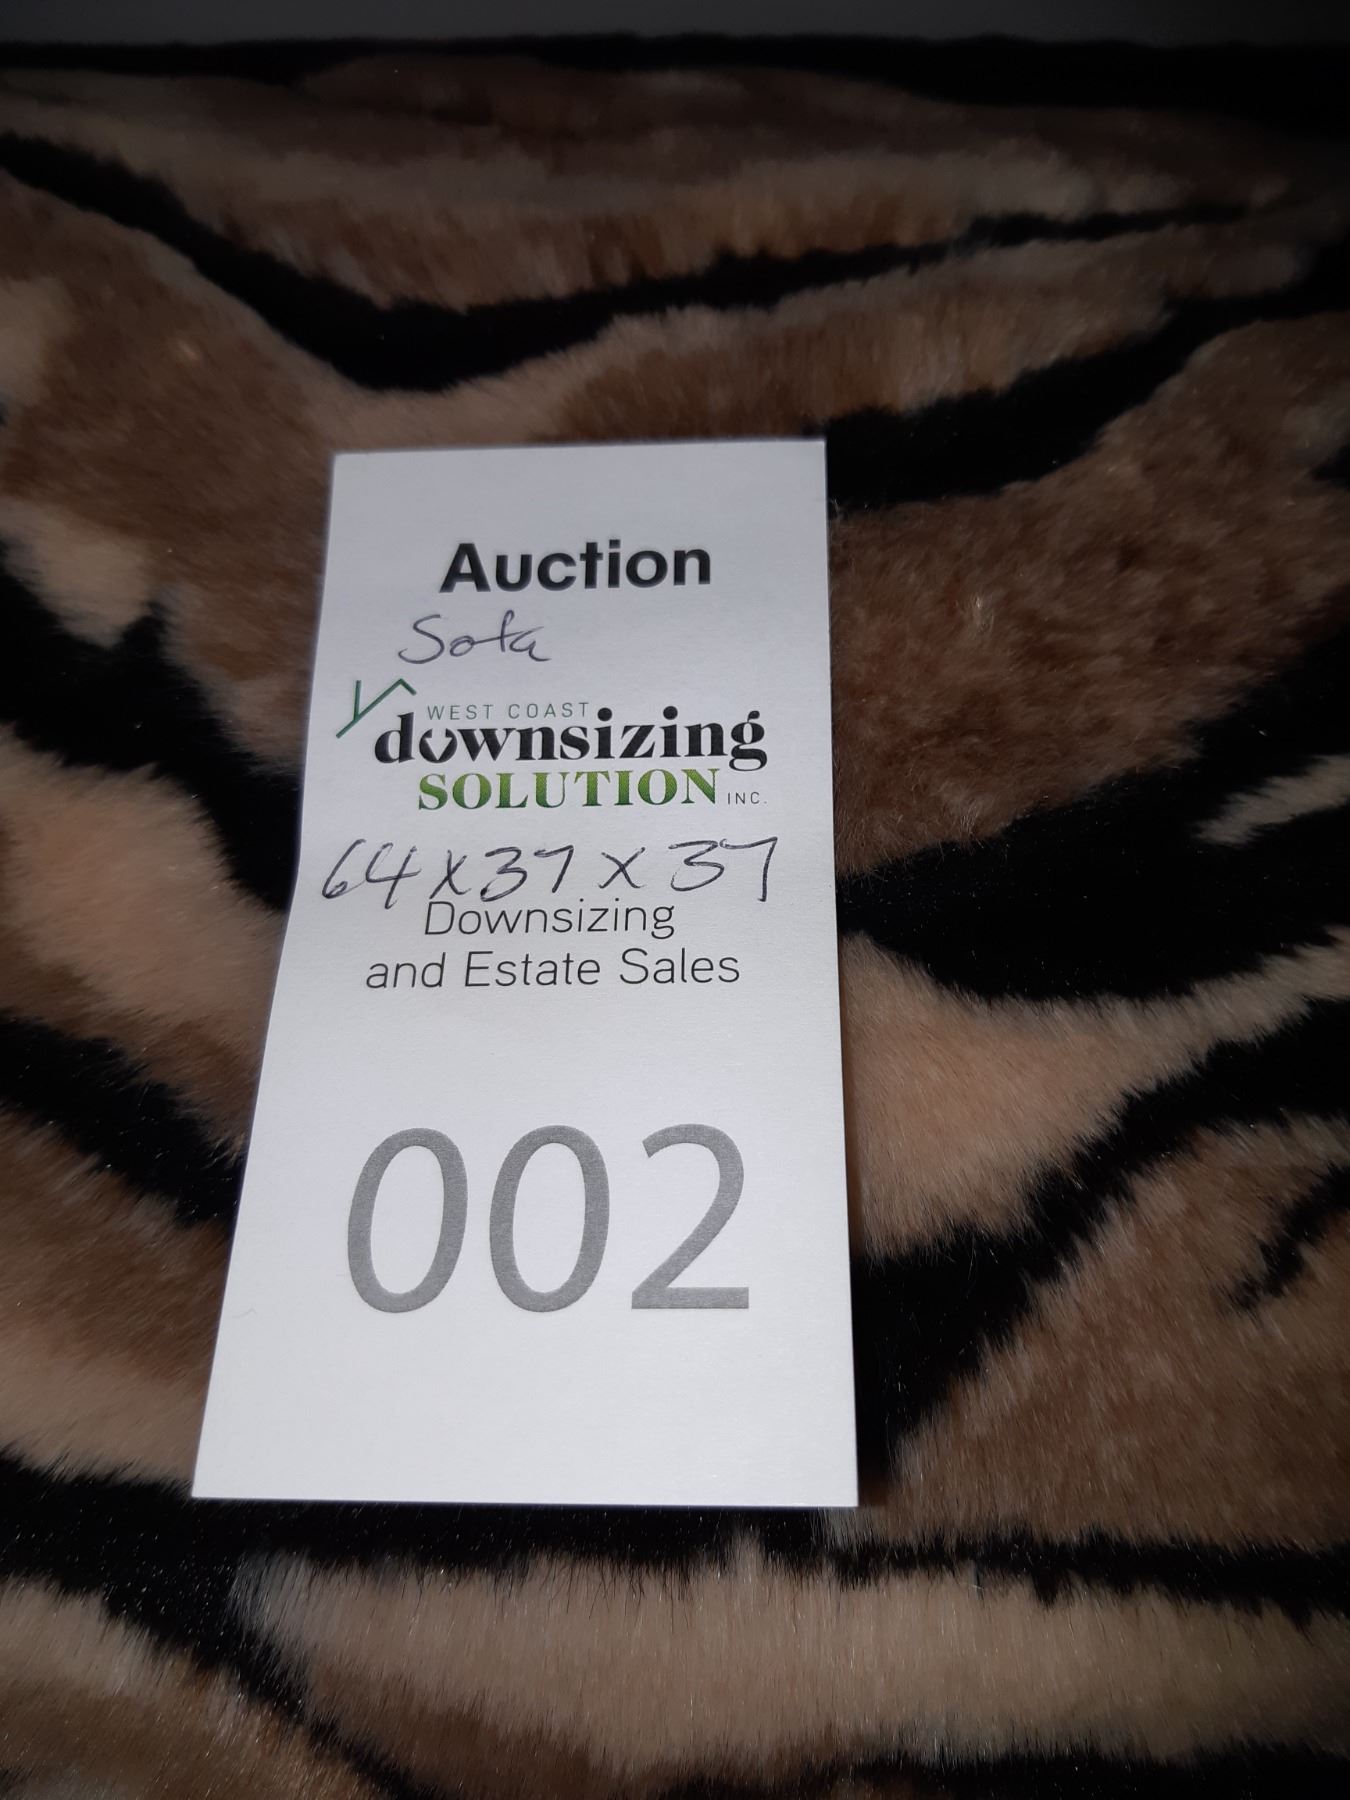 Auction
Sofa
WEST COAST
downsizing
SOLUTION INC.
64 x 37 x 37
Downsizing
and Estate Sales
002